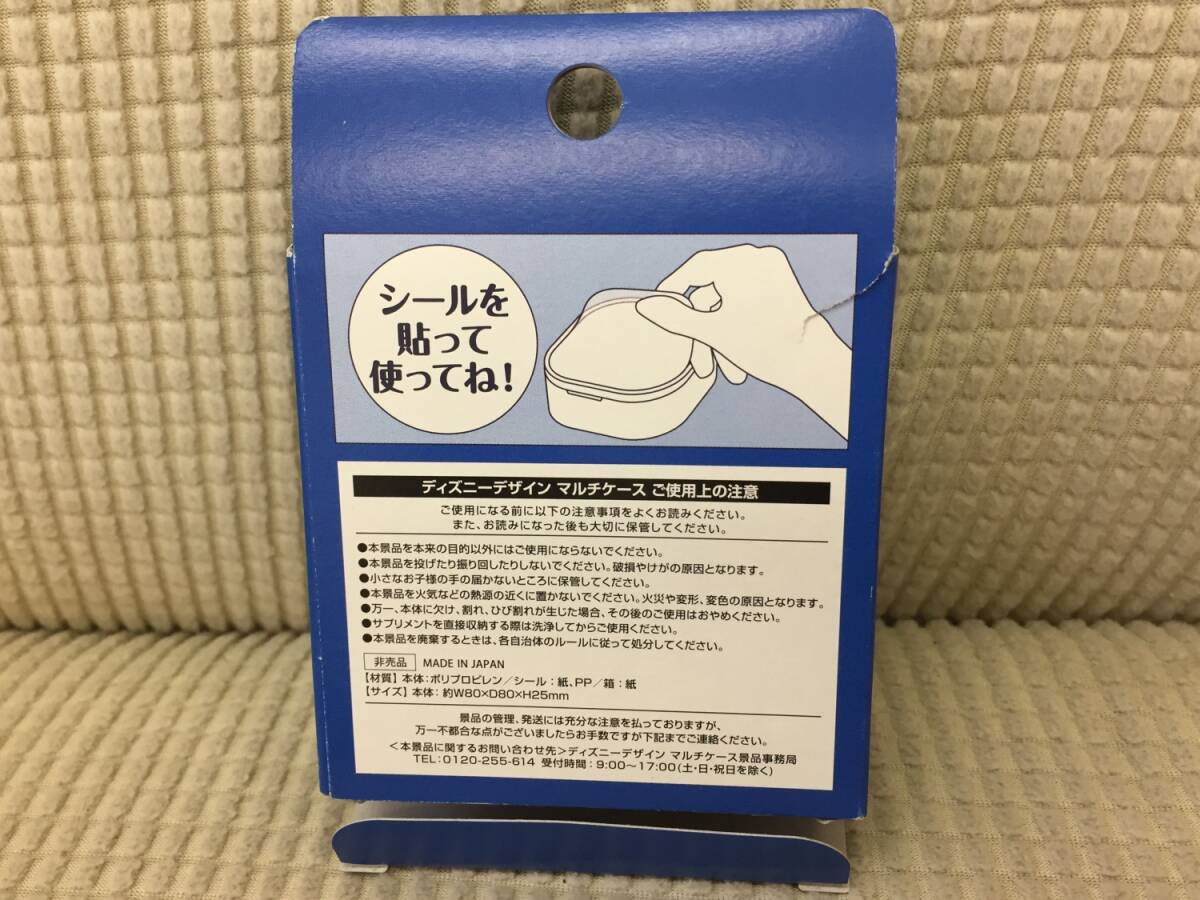 シールを
貼って
使ってね！
ディズニーデザイン マルチケース ご使用上の注意
ご使用になる前に以下の注意事項をよくお読みください。
また、お読みになった後も大切に保管してください。
●本景品を本来の目的以外にはご使用にならないでください。
●本景品を投げたり振り回したりしないでください。破損やけがの原因となります。
●小さなお子様の手の届かないところに保管してください。
●本景品を火気などの熱源の近くに置かないでください。火災や変形、変色の原因となります。
●万一、本体に欠け、割れ、ひび割れが生じた場合、その後のご使用はおやめください。
●サプリメントを直接収納する際は洗浄してからご使用ください。
●本景品を廃棄するときは、各自治体のルールに従って処分してください。
非売品 MADE IN JAPAN
【材質】本体：ポリプロピレン／シール：紙、PP／箱：紙
【サイズ】本体：約W80×D80×H25mm
景品の管理、発送には充分な注意を払っておりますが、
万一不都合な点がございましたらお手数ですが下記までご連絡ください。
＜本景品に関するお問い合わせ先＞ディズニーデザイン マルチケース景品事務局
TEL：0120-255-614 受付時間：9:00～17:00(土・日・祝日を除く)